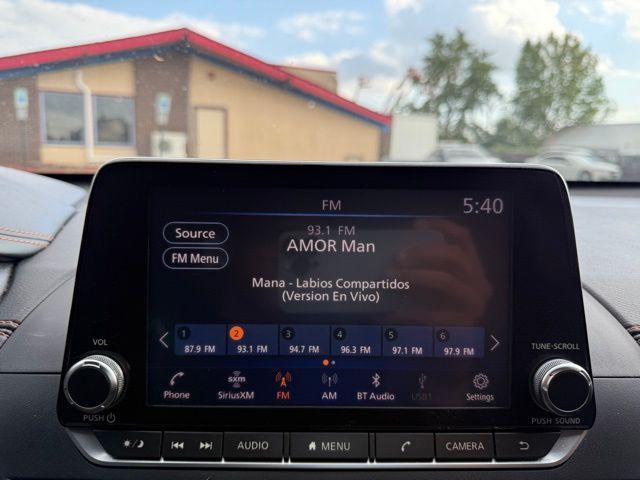 FM 5:40
Source
93.1 FM
AMOR Man
FM Menu
Mana - Labios Compartidos
(Version En Vivo)
1 2 3 4 5 6
87.9 FM 93.1 FM 94.7 FM 96.3 FM 97.1 FM 97.9 FM
VOL
TUNE•SCROLL
Phone SiriusXM FM AM BT Audio USB1 Settings
sxm
PUSH
PUSH SOUND
AUDIO MENU CAMERA